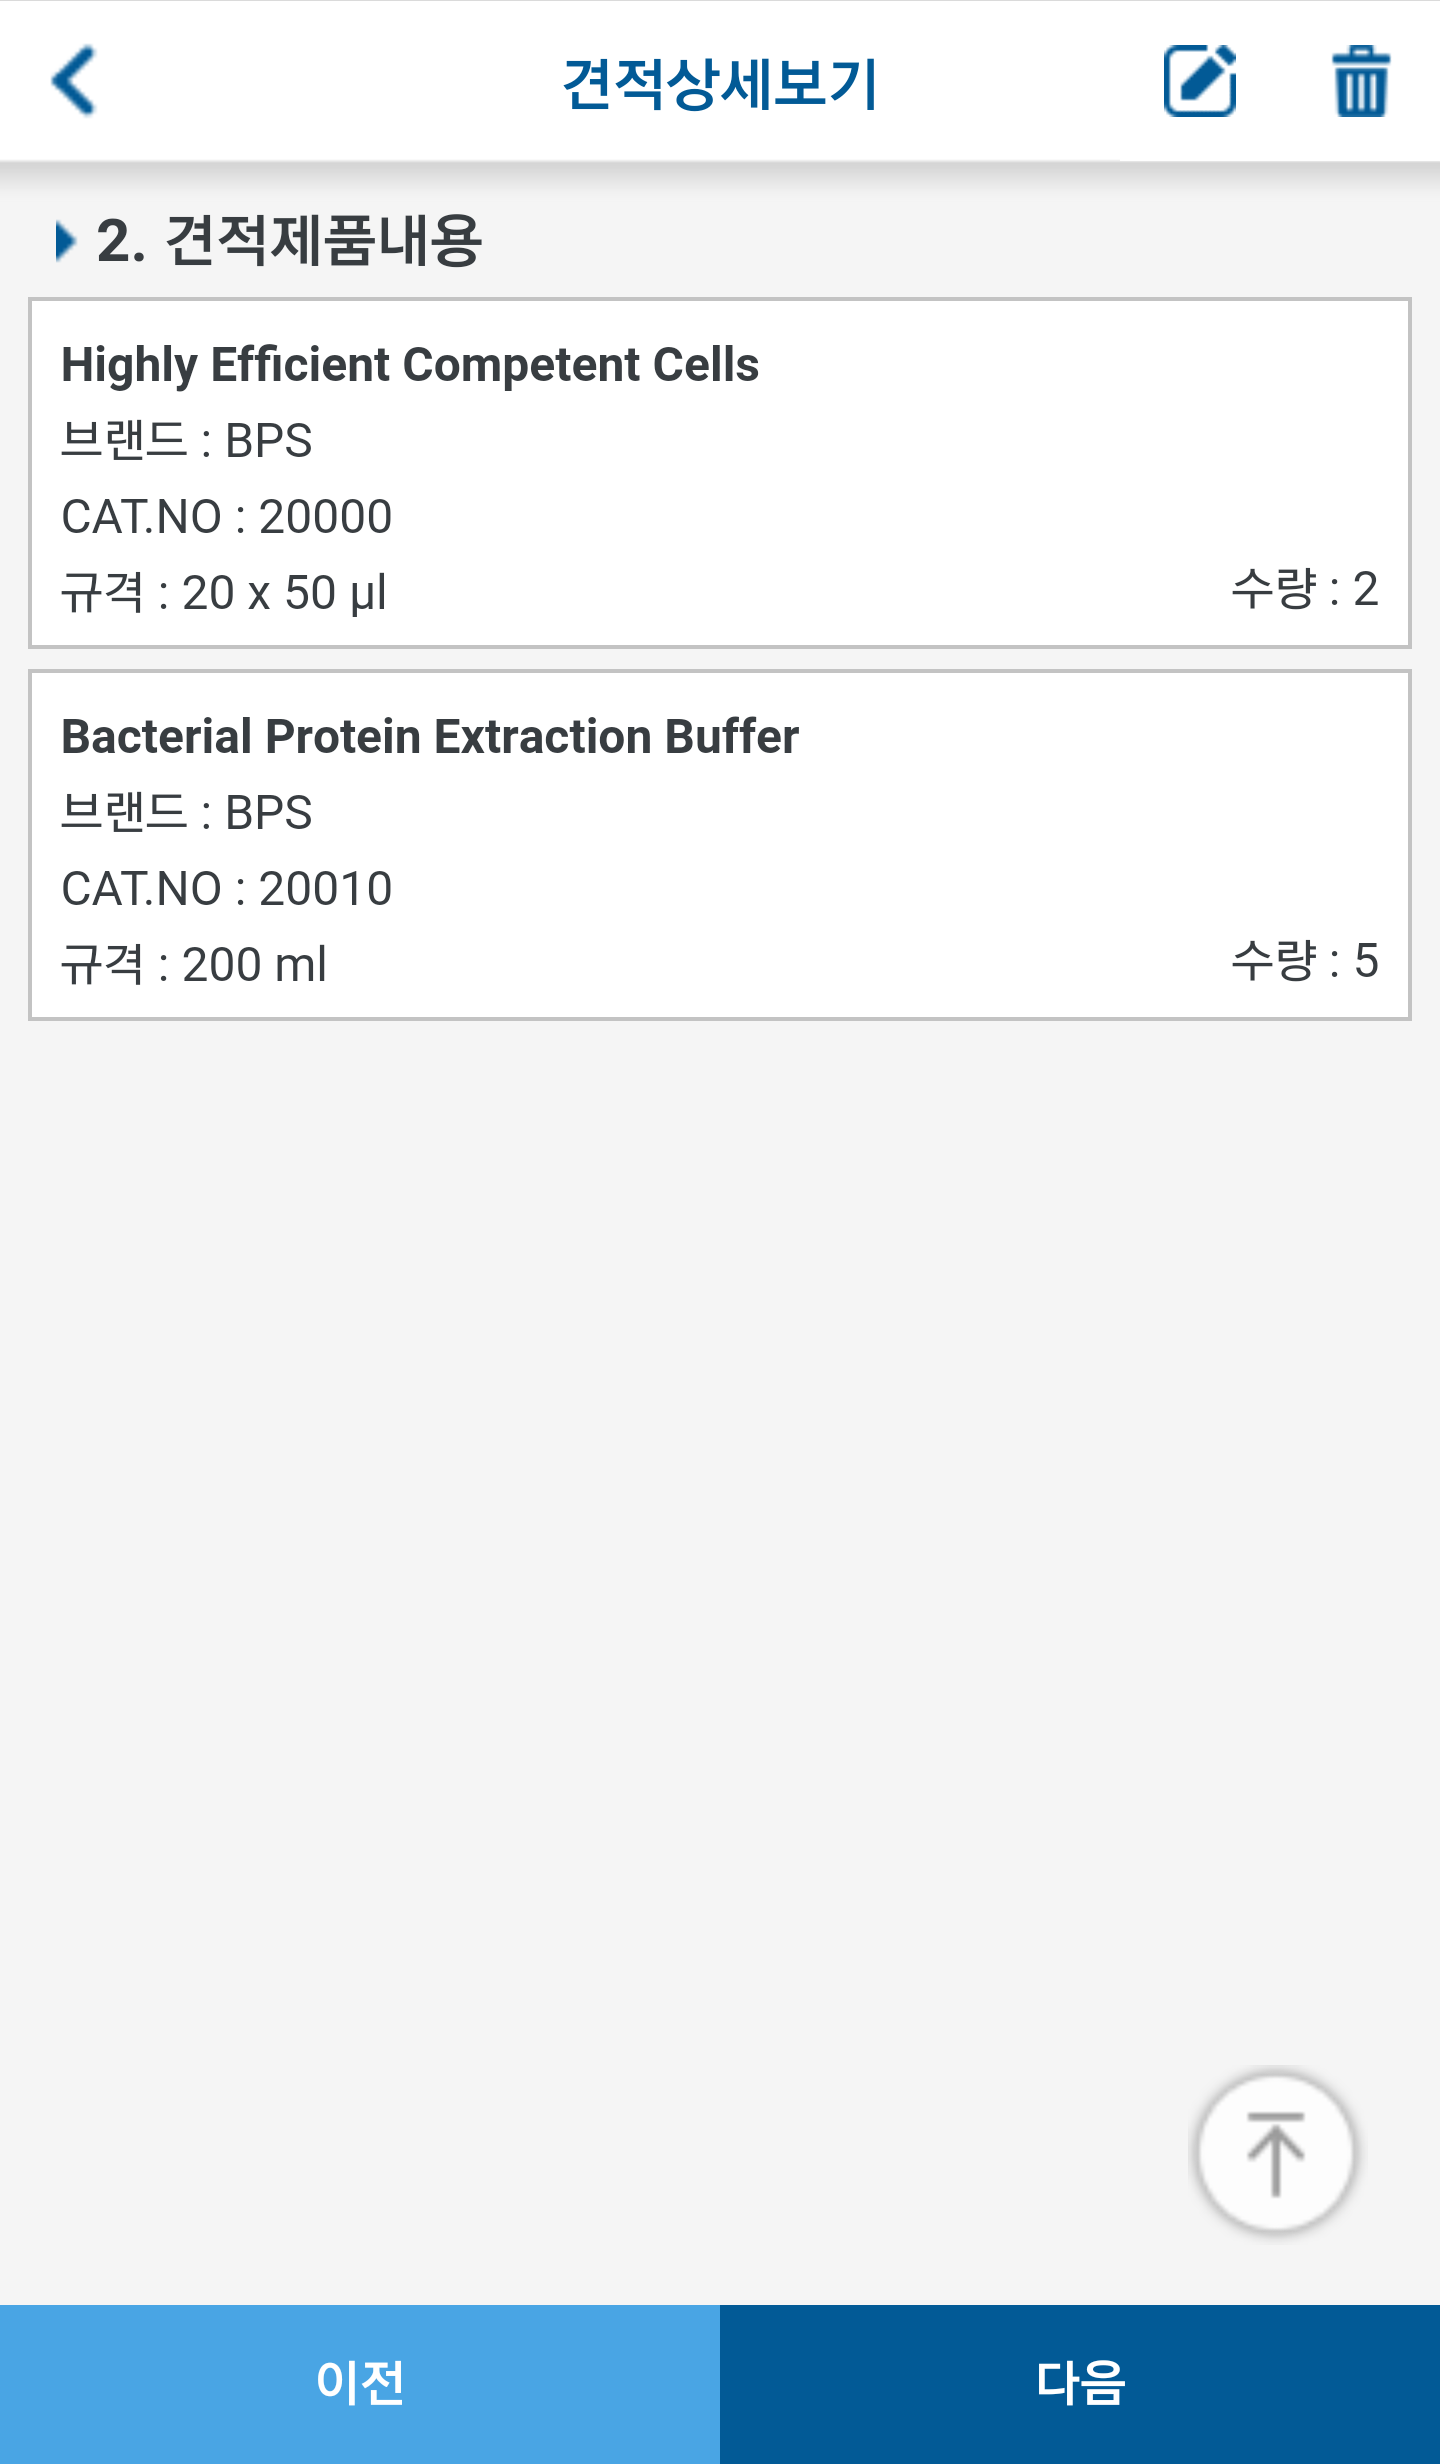 견적상세보기
2. 견적제품내용
Highly Efficient Competent Cells
브랜드 : BPS
CAT.NO : 20000
규격 : 20 x 50 µl
수량 : 2
Bacterial Protein Extraction Buffer
브랜드 : BPS
CAT.NO : 20010
규격 : 200 ml
수량 : 5
이전
다음